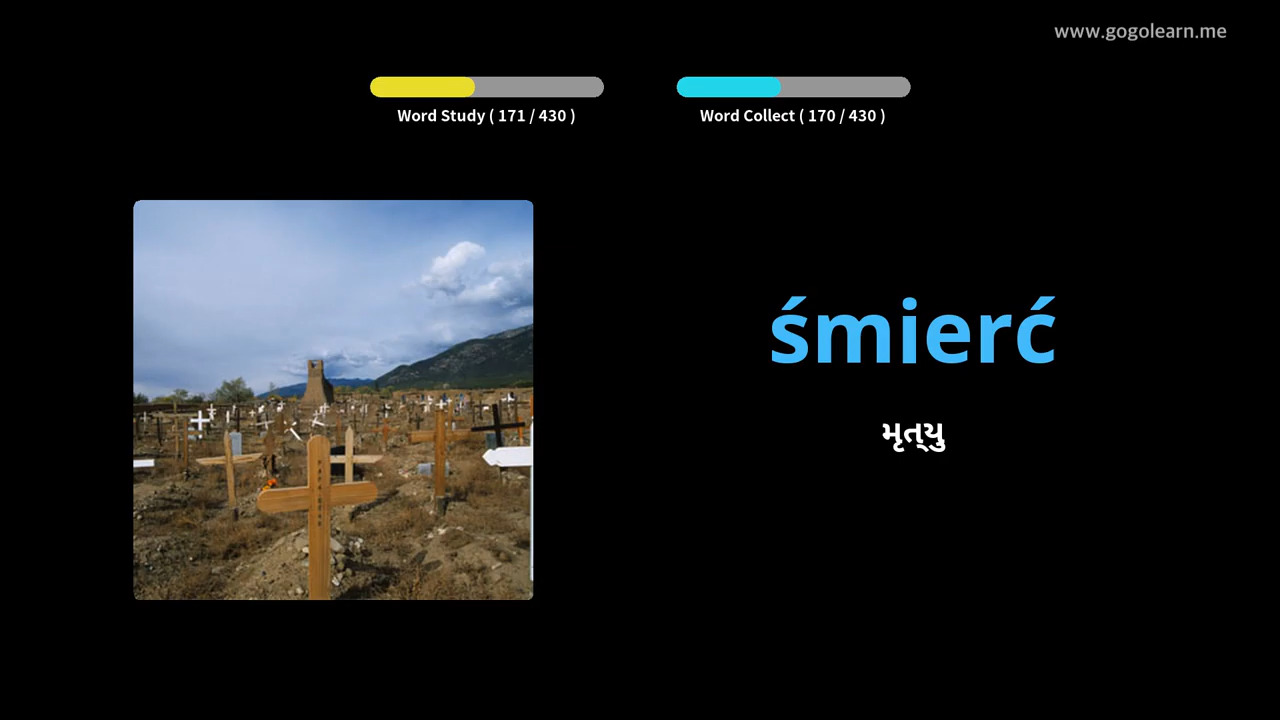 www.gogolearn.me
Word Study ( 171 / 430 )
Word Collect ( 170 / 430 )
śmierć
મૃત્યુ